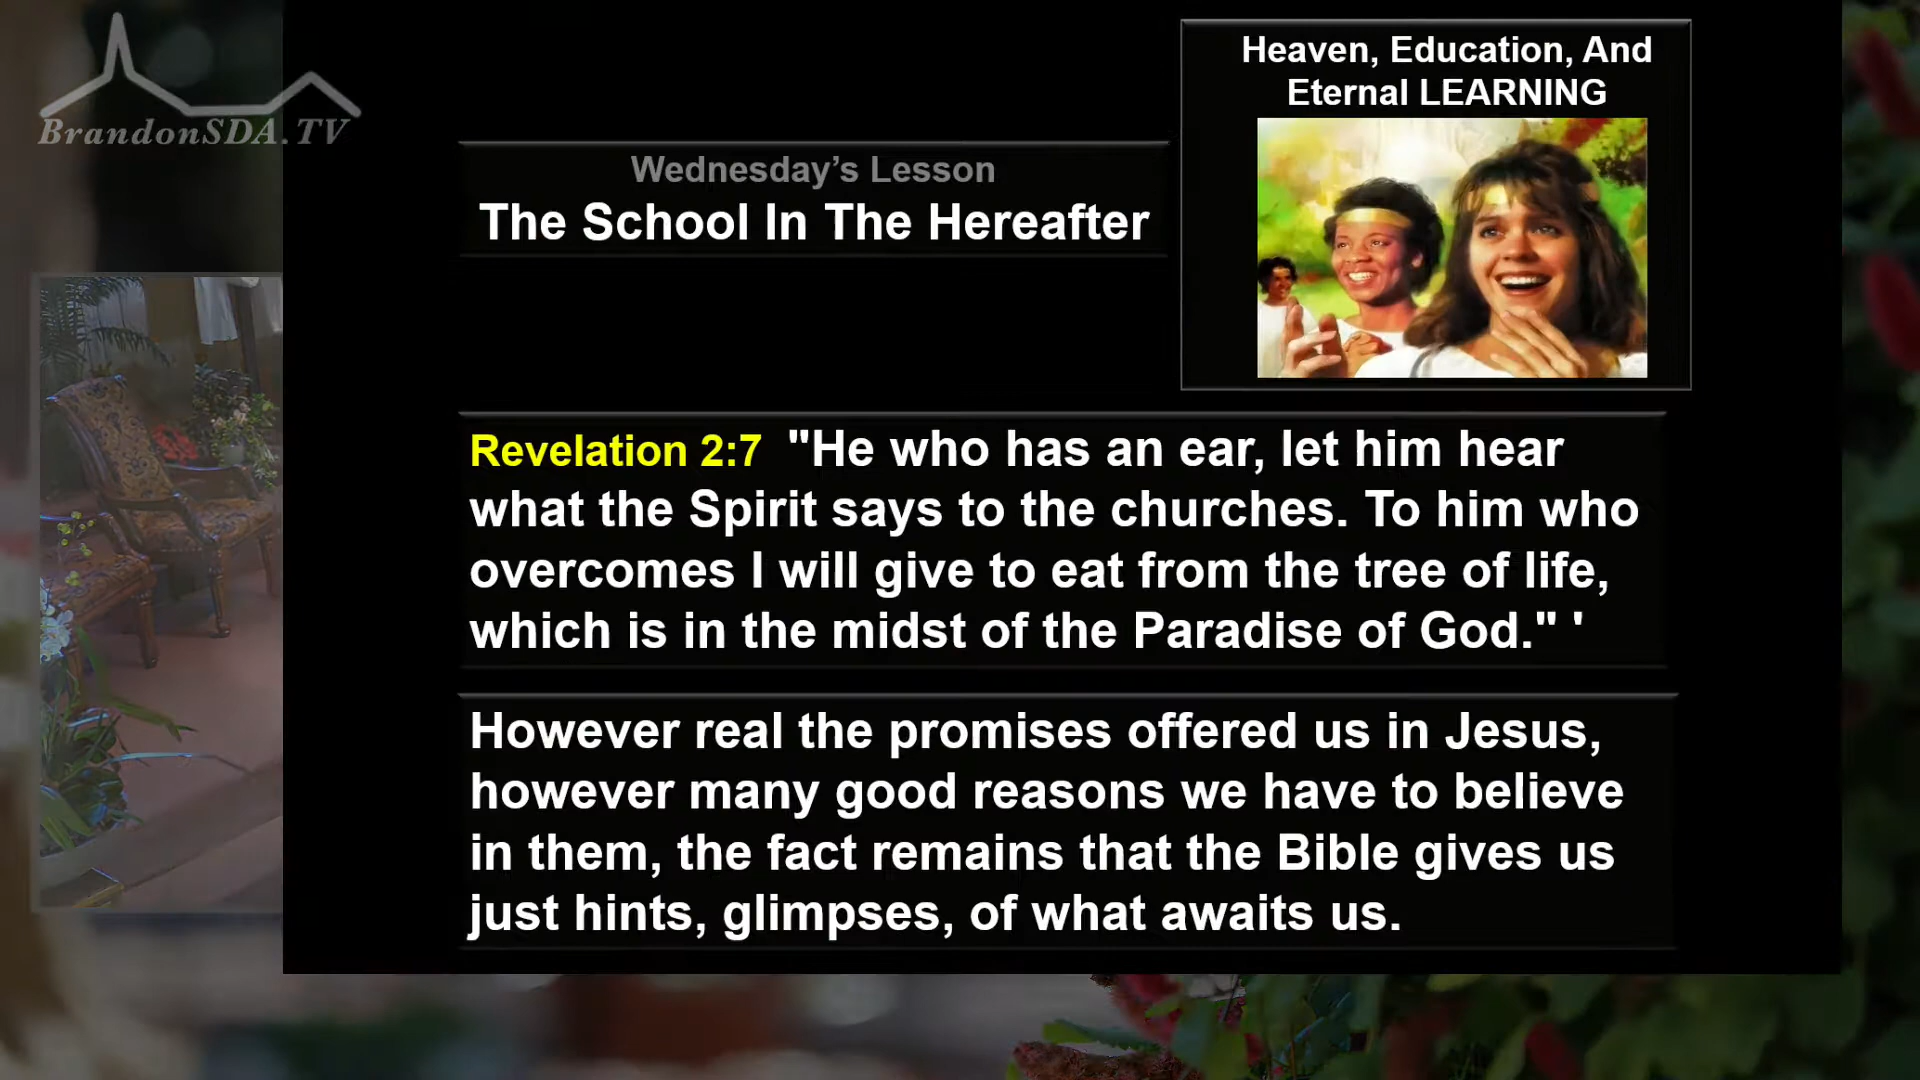 BrandonSDA.TV
Heaven, Education, And
Eternal LEARNING
Wednesday’s Lesson
The School In The Hereafter
Revelation 2:7 "He who has an ear, let him hear
what the Spirit says to the churches. To him who
overcomes I will give to eat from the tree of life,
which is in the midst of the Paradise of God." '
However real the promises offered us in Jesus,
however many good reasons we have to believe
in them, the fact remains that the Bible gives us
just hints, glimpses, of what awaits us.